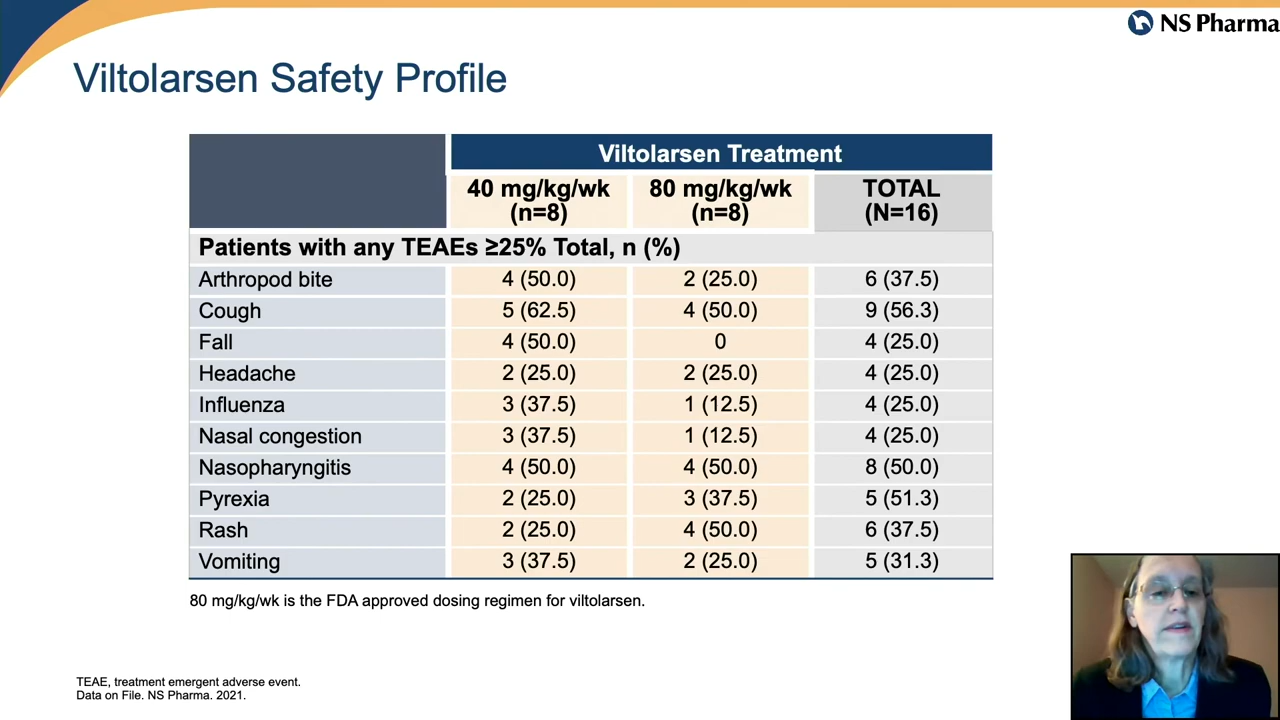 NS Pharma
Viltolarsen Safety Profile
Viltolarsen Treatment
40 mg/kg/wk (n=8) 80 mg/kg/wk (n=8) TOTAL (N=16)
Patients with any TEAEs ≥25% Total, n (%)
Arthropod bite 4 (50.0) 2 (25.0) 6 (37.5)
Cough 5 (62.5) 4 (50.0) 9 (56.3)
Fall 4 (50.0) 0 4 (25.0)
Headache 2 (25.0) 2 (25.0) 4 (25.0)
Influenza 3 (37.5) 1 (12.5) 4 (25.0)
Nasal congestion 3 (37.5) 1 (12.5) 4 (25.0)
Nasopharyngitis 4 (50.0) 4 (50.0) 8 (50.0)
Pyrexia 2 (25.0) 3 (37.5) 5 (51.3)
Rash 2 (25.0) 4 (50.0) 6 (37.5)
Vomiting 3 (37.5) 2 (25.0) 5 (31.3)
80 mg/kg/wk is the FDA approved dosing regimen for viltolarsen.
TEAE, treatment emergent adverse event.
Data on File. NS Pharma. 2021.